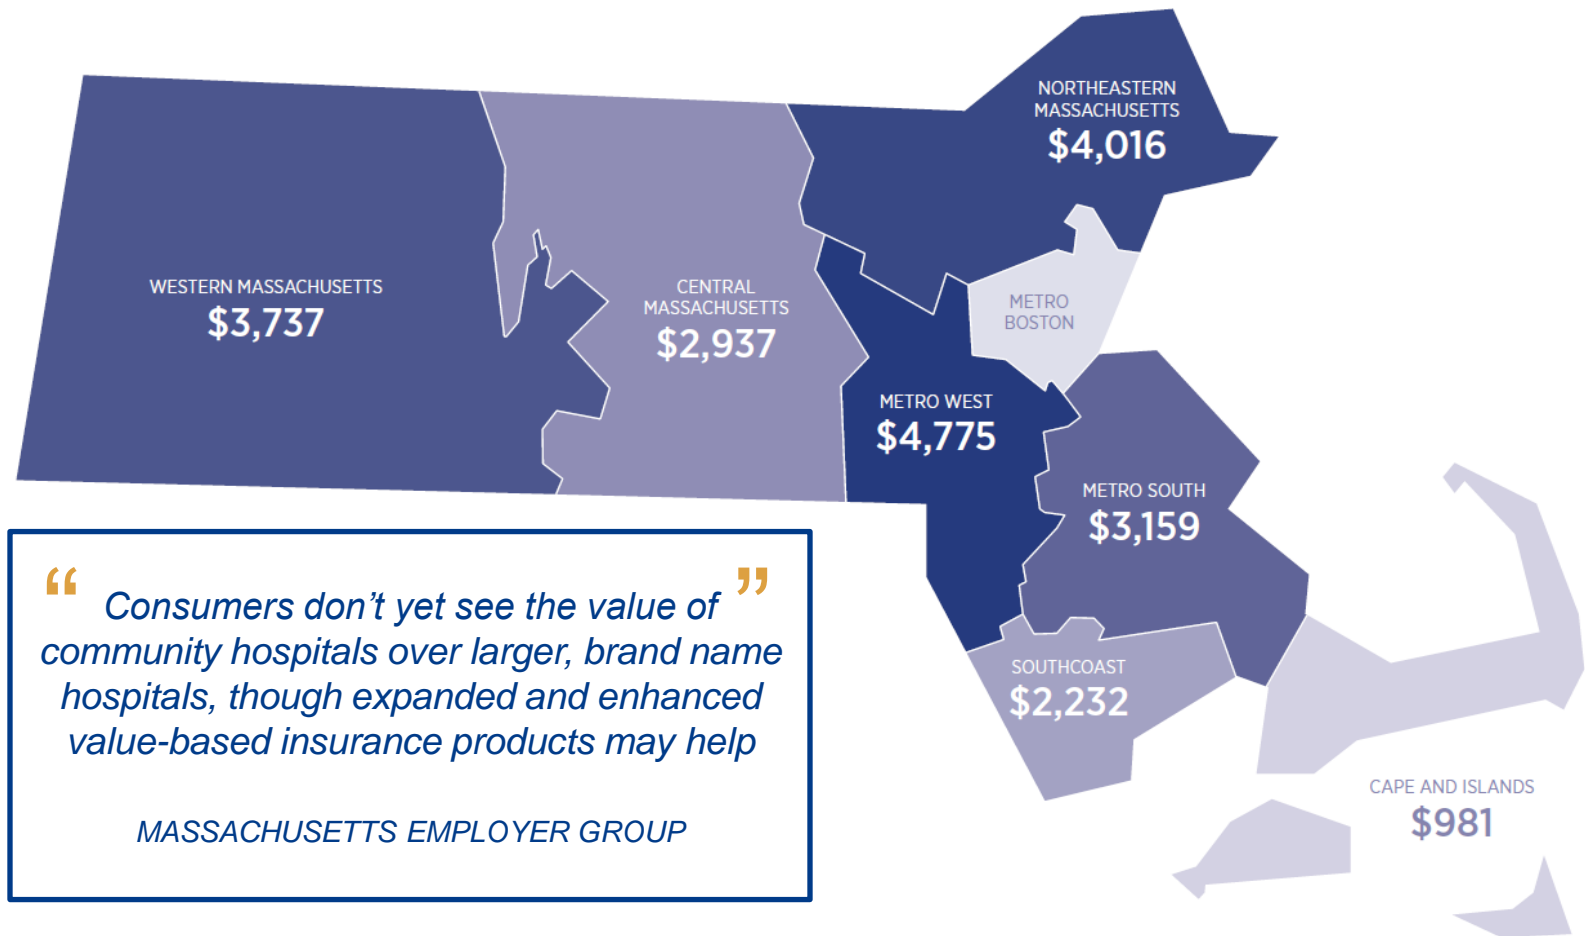 NORTHEASTERN
MASSACHUSETTS
$4,016
WESTERN MASSACHUSETTS
$3,737
CENTRAL
MASSACHUSETTS
$2,937
METRO
BOSTON
METRO WEST
$4,775
METRO SOUTH
$3,159
SOUTHCOAST
$2,232
CAPE AND ISLANDS
$981
“ Consumers don’t yet see the value of ”
community hospitals over larger, brand name
hospitals, though expanded and enhanced
value-based insurance products may help
MASSACHUSETTS EMPLOYER GROUP